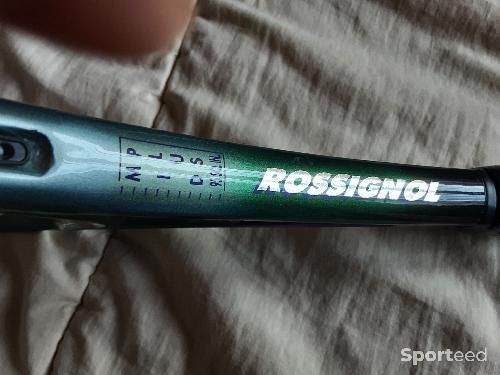 P L U S
M I D
ROSSIGNOL
Sporteed